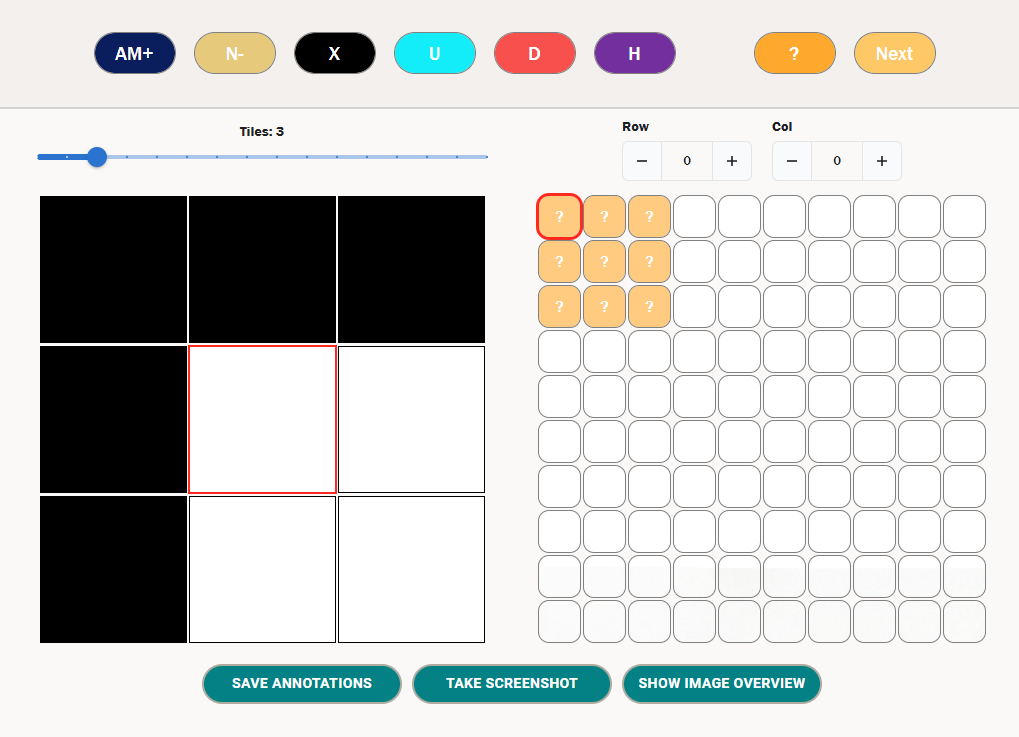 AM+ N- X U D H ? Next
Tiles: 3
Row Col
− 0 + − 0 +
? ? ?
? ? ?
? ? ?
SAVE ANNOTATIONS TAKE SCREENSHOT SHOW IMAGE OVERVIEW